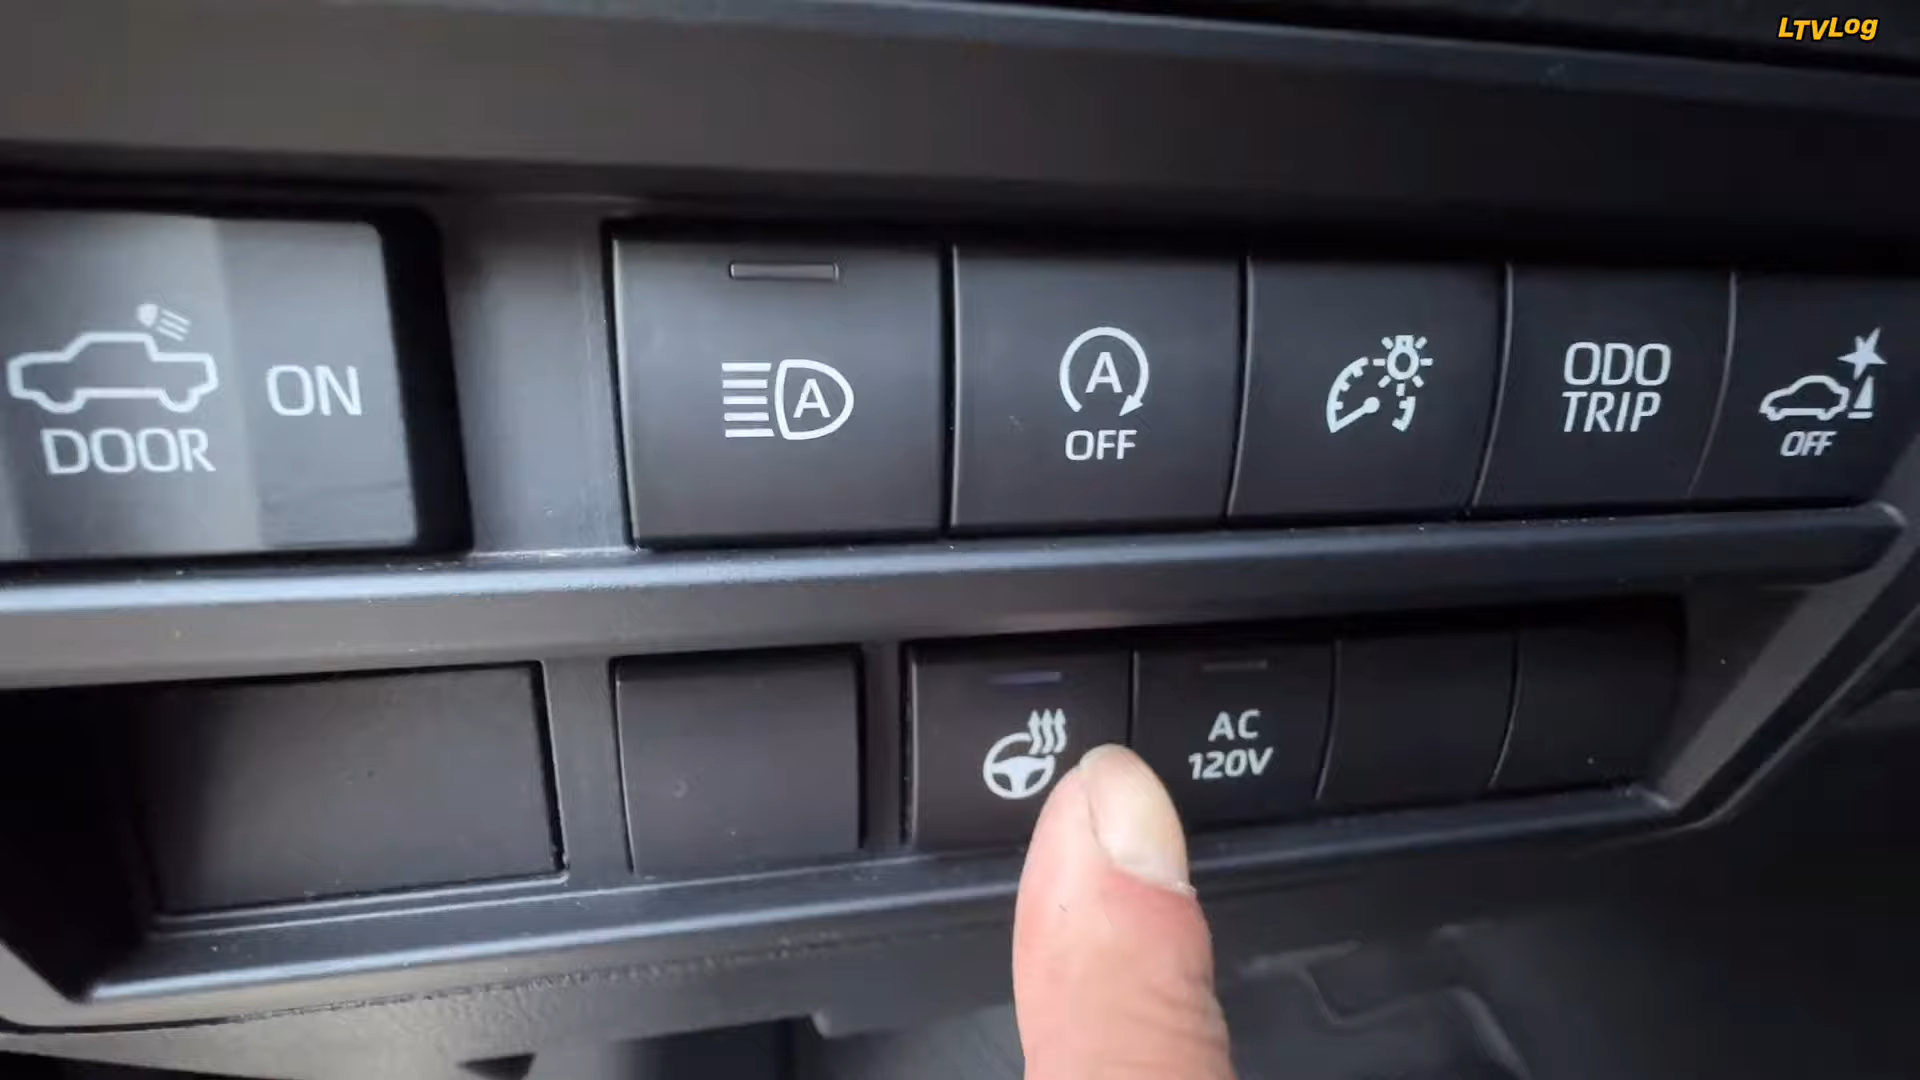 LTVLog
DOOR
ON
A
A
OFF
ODO
TRIP
OFF
AC
120V